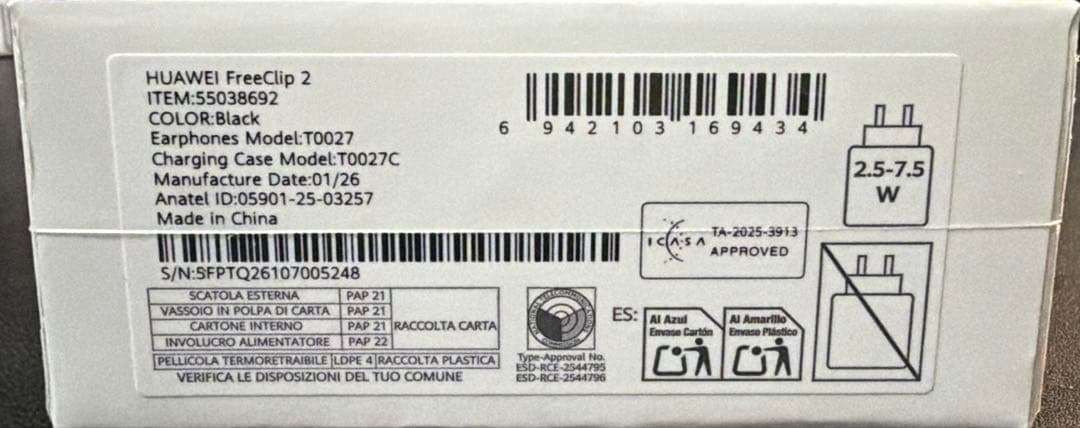 HUAWEI FreeClip 2
ITEM:55038692
COLOR:Black
Earphones Model:T0027
Charging Case Model:T0027C
Manufacture Date:01/26
Anatel ID:05901-25-03257
Made in China
S/N:5FPTQ26107005248
6 942103 169434
2.5-7.5
W
ICASA TA-2025-3913
APPROVED
SCATOLA ESTERNA PAP 21
VASSOIO IN POLPA DI CARTA PAP 21
CARTONE INTERNO PAP 21 RACCOLTA CARTA
INVOLUCRO ALIMENTATORE PAP 22
PELLICOLA TERMORETRAIBILE LDPE 4 RACCOLTA PLASTICA
VERIFICA LE DISPOSIZIONI DEL TUO COMUNE
NATIONAL TELECOMMUNICATIONS
COMMISSION
Type-Approval No.
ESD-RCE-2544795
ESD-RCE-2544796
ES:
Al Azul
Envase Cartón
Al Amarillo
Envase Plástico